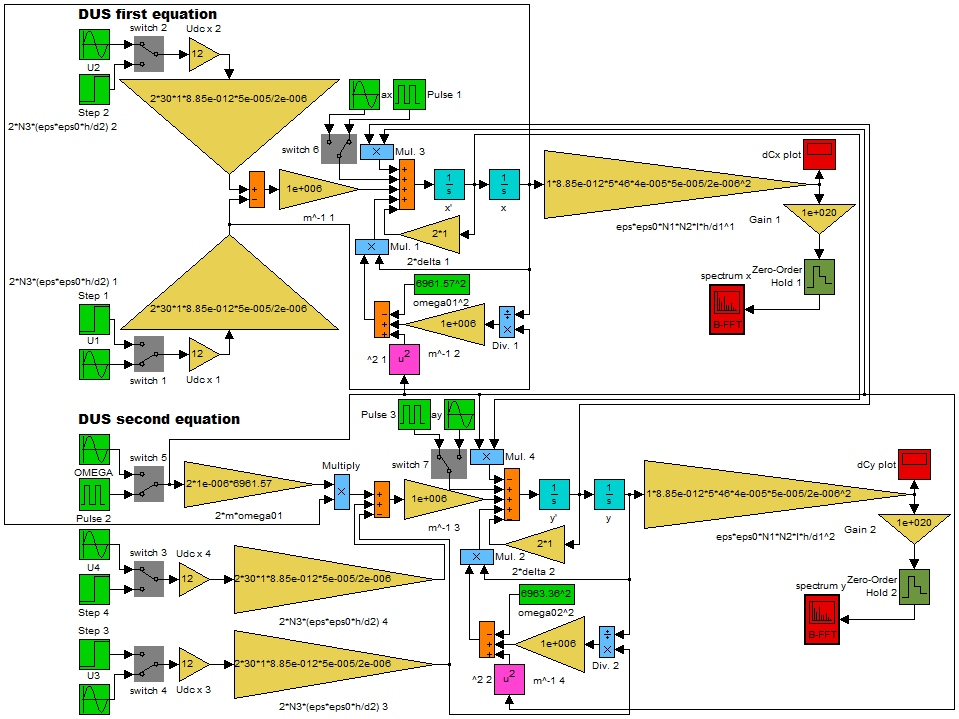 DUS first equation
switch 2
Udc x 2
12
U2
Step 2
2*N3*(eps*eps0*h/d2) 2
2*30*1*8.85e-012*5e-005/2e-006
ax
Pulse 1
switch 6
×
Mul. 3
+
-
1e+006
m^-1 1
+
+
+
+
+
1
s
x'
1
s
x
1*8.85e-012*5*46*4e-005*5e-005/2e-006^2
eps*eps0*N1*N2*l*h/d1^1
dCx plot
1e+020
Gain 1
Zero-Order
Hold 1
spectrum x
B-FFT
2*1
2*delta 1
×
Mul. 1
6961.57^2
omega01^2
-
+
+
1e+006
m^-1 2
÷
×
Div. 1
^2 1
u2
2*N3*(eps*eps0*h/d2) 1
2*30*1*8.85e-012*5e-005/2e-006
Step 1
U1
switch 1
12
Udc x 1
DUS second equation
switch 5
OMEGA
Pulse 2
2*1e-006*6961.57
2*m*omega01
Multiply
×
+
+
-
1e+006
m^-1 3
Pulse 3
ay
switch 7
×
Mul. 4
-
+
+
+
-
1
s
y'
1
s
y
1*8.85e-012*5*46*4e-005*5e-005/2e-006^2
eps*eps0*N1*N2*l*h/d1^2
dCy plot
1e+020
Gain 2
Zero-Order
Hold 2
spectrum y
B-FFT
2*1
2*delta 2
×
Mul. 2
6963.36^2
omega02^2
-
+
+
1e+006
m^-1 4
÷
×
Div. 2
^2 2
u2
switch 3
Udc x 4
12
U4
Step 4
2*30*1*8.85e-012*5e-005/2e-006
2*N3*(eps*eps0*h/d2) 4
Step 3
U3
switch 4
12
Udc x 3
2*30*1*8.85e-012*5e-005/2e-006
2*N3*(eps*eps0*h/d2) 3